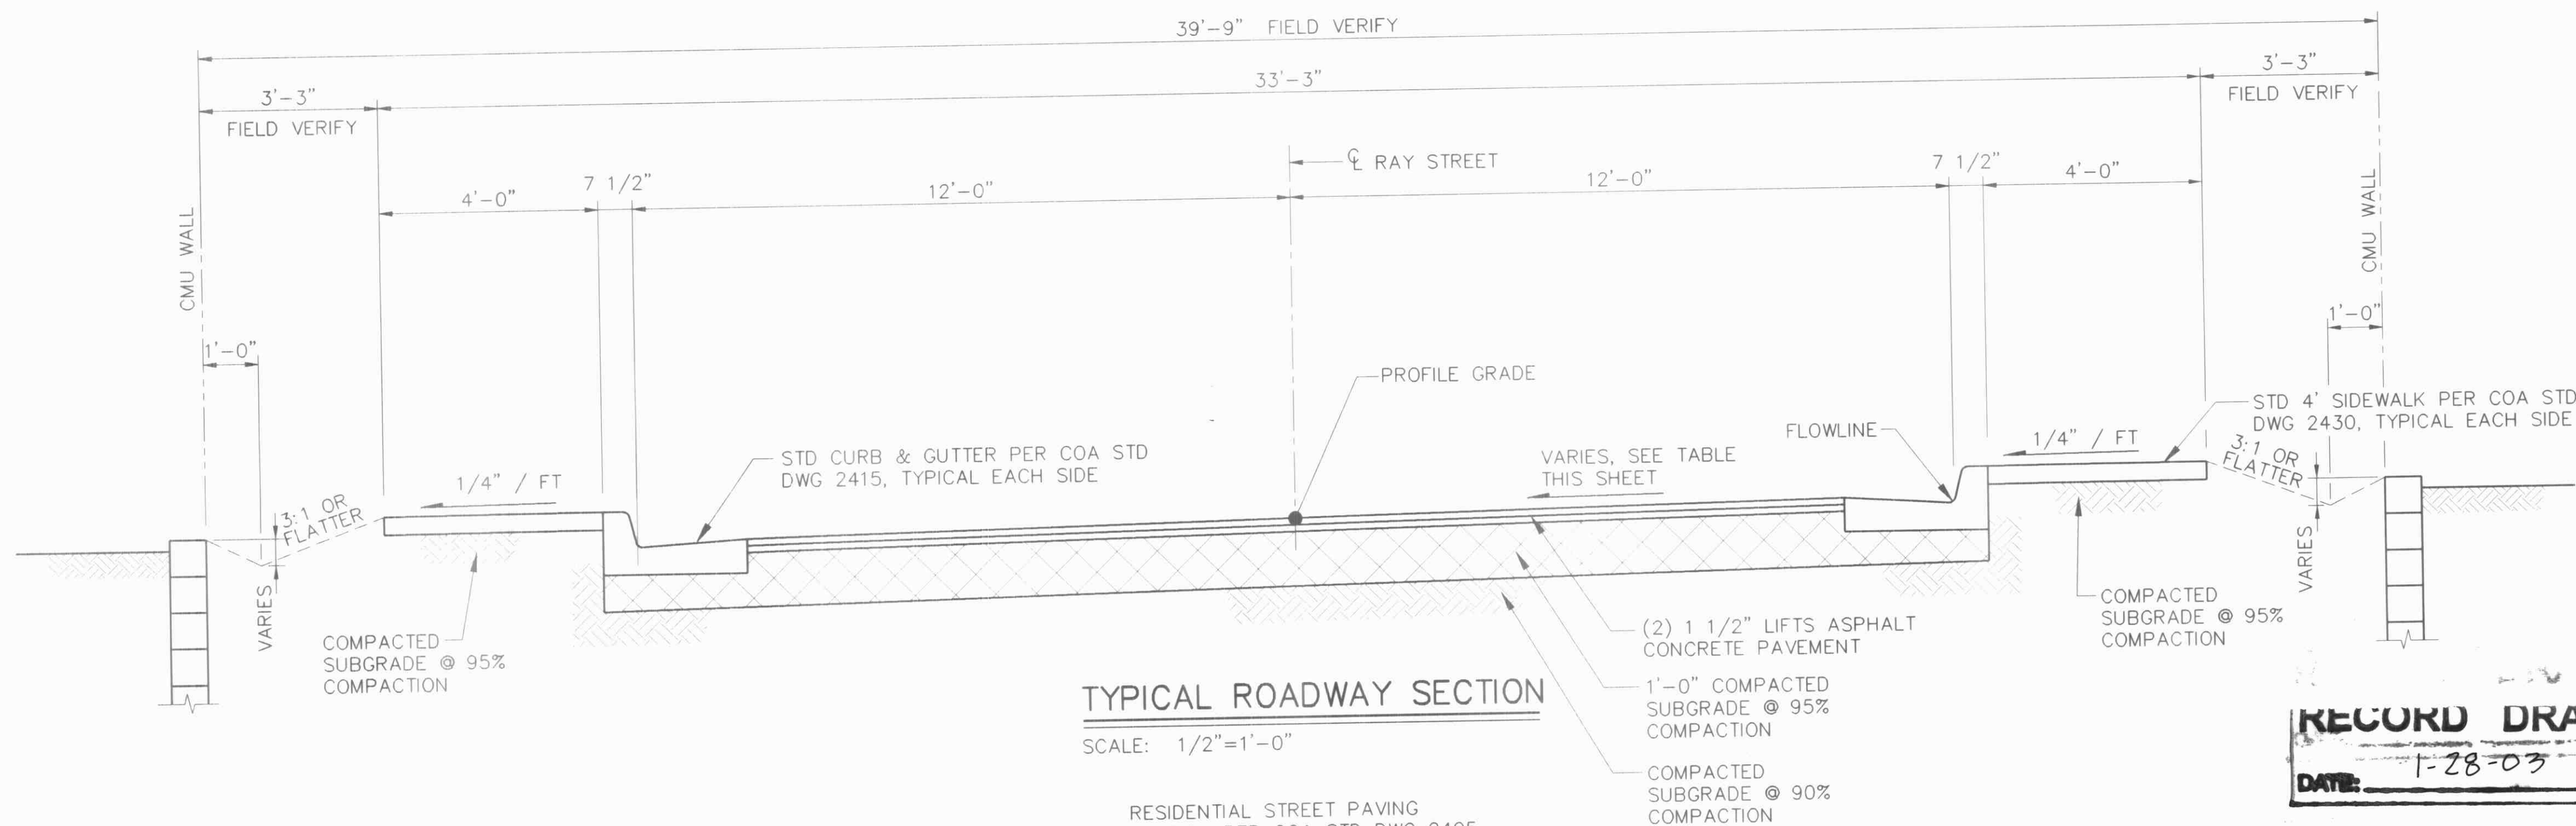 39'-9" FIELD VERIFY
33'-3"
3'-3"
FIELD VERIFY
3'-3"
FIELD VERIFY
℄ RAY STREET
4'-0"
7 1/2"
12'-0"
12'-0"
7 1/2"
4'-0"
CMU WALL
CMU WALL
1'-0"
1'-0"
PROFILE GRADE
STD CURB & GUTTER PER COA STD
DWG 2415, TYPICAL EACH SIDE
VARIES, SEE TABLE
THIS SHEET
FLOWLINE
STD 4' SIDEWALK PER COA STD
DWG 2430, TYPICAL EACH SIDE
1/4" / FT
1/4" / FT
3:1 OR
FLATTER
3:1 OR
FLATTER
VARIES
VARIES
COMPACTED
SUBGRADE @ 95%
COMPACTION
COMPACTED
SUBGRADE @ 95%
COMPACTION
(2) 1 1/2" LIFTS ASPHALT
CONCRETE PAVEMENT
1'-0" COMPACTED
SUBGRADE @ 95%
COMPACTION
COMPACTED
SUBGRADE @ 90%
COMPACTION
TYPICAL ROADWAY SECTION
SCALE: 1/2"=1'-0"
RESIDENTIAL STREET PAVING
PER COA STD DWG 2405
RECORD DRA
DATE: 1-28-03